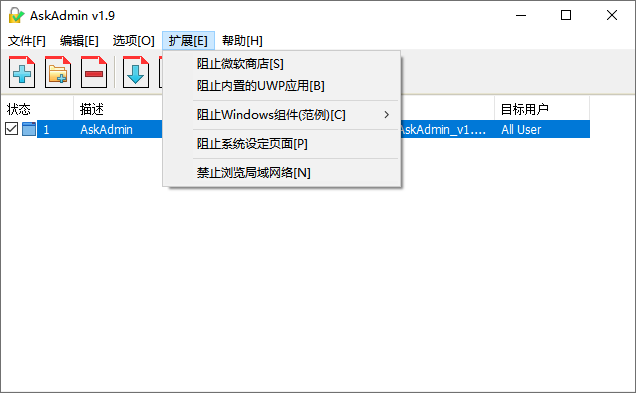 AskAdmin v1.9
文件[F] 编辑[E] 选项[O] 扩展[E] 帮助[H]
阻止微软商店[S]
阻止内置的UWP应用[B]
阻止Windows组件(范例)[C]
阻止系统设定页面[P]
禁止浏览局域网络[N]
状态 描述 目标用户
1 AskAdmin AskAdmin_v1.... All User